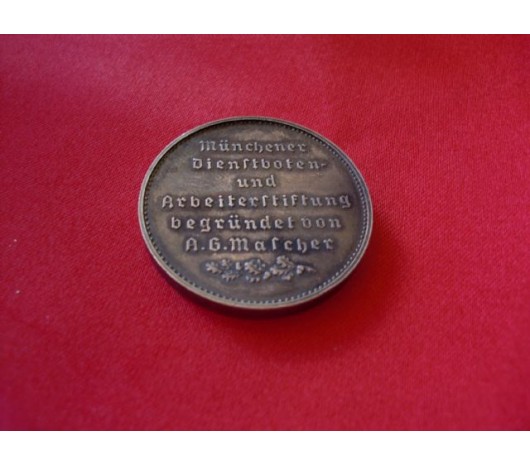 Münchener
Dienſtboten-
und
Arbeiterſtiftung
begründet von
A.G.Maſcher